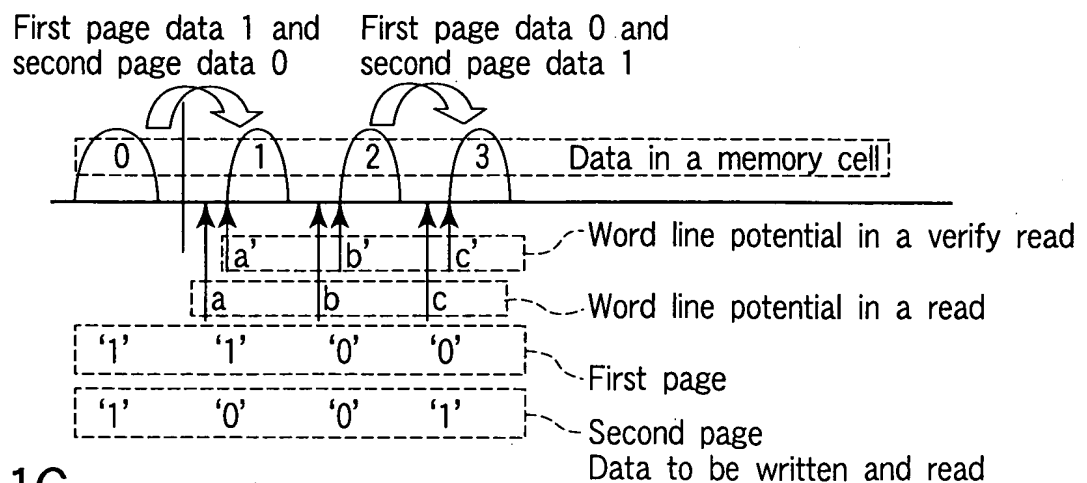 First page data 1 and
second page data 0
First page data 0 and
second page data 1
0 1 2 3 Data in a memory cell
a' b' c' Word line potential in a verify read
a b c Word line potential in a read
‘1’ ‘1’ ‘0’ ‘0’
First page
‘1’ ‘0’ ‘0’ ‘1’
Second page
Data to be written and read
1C